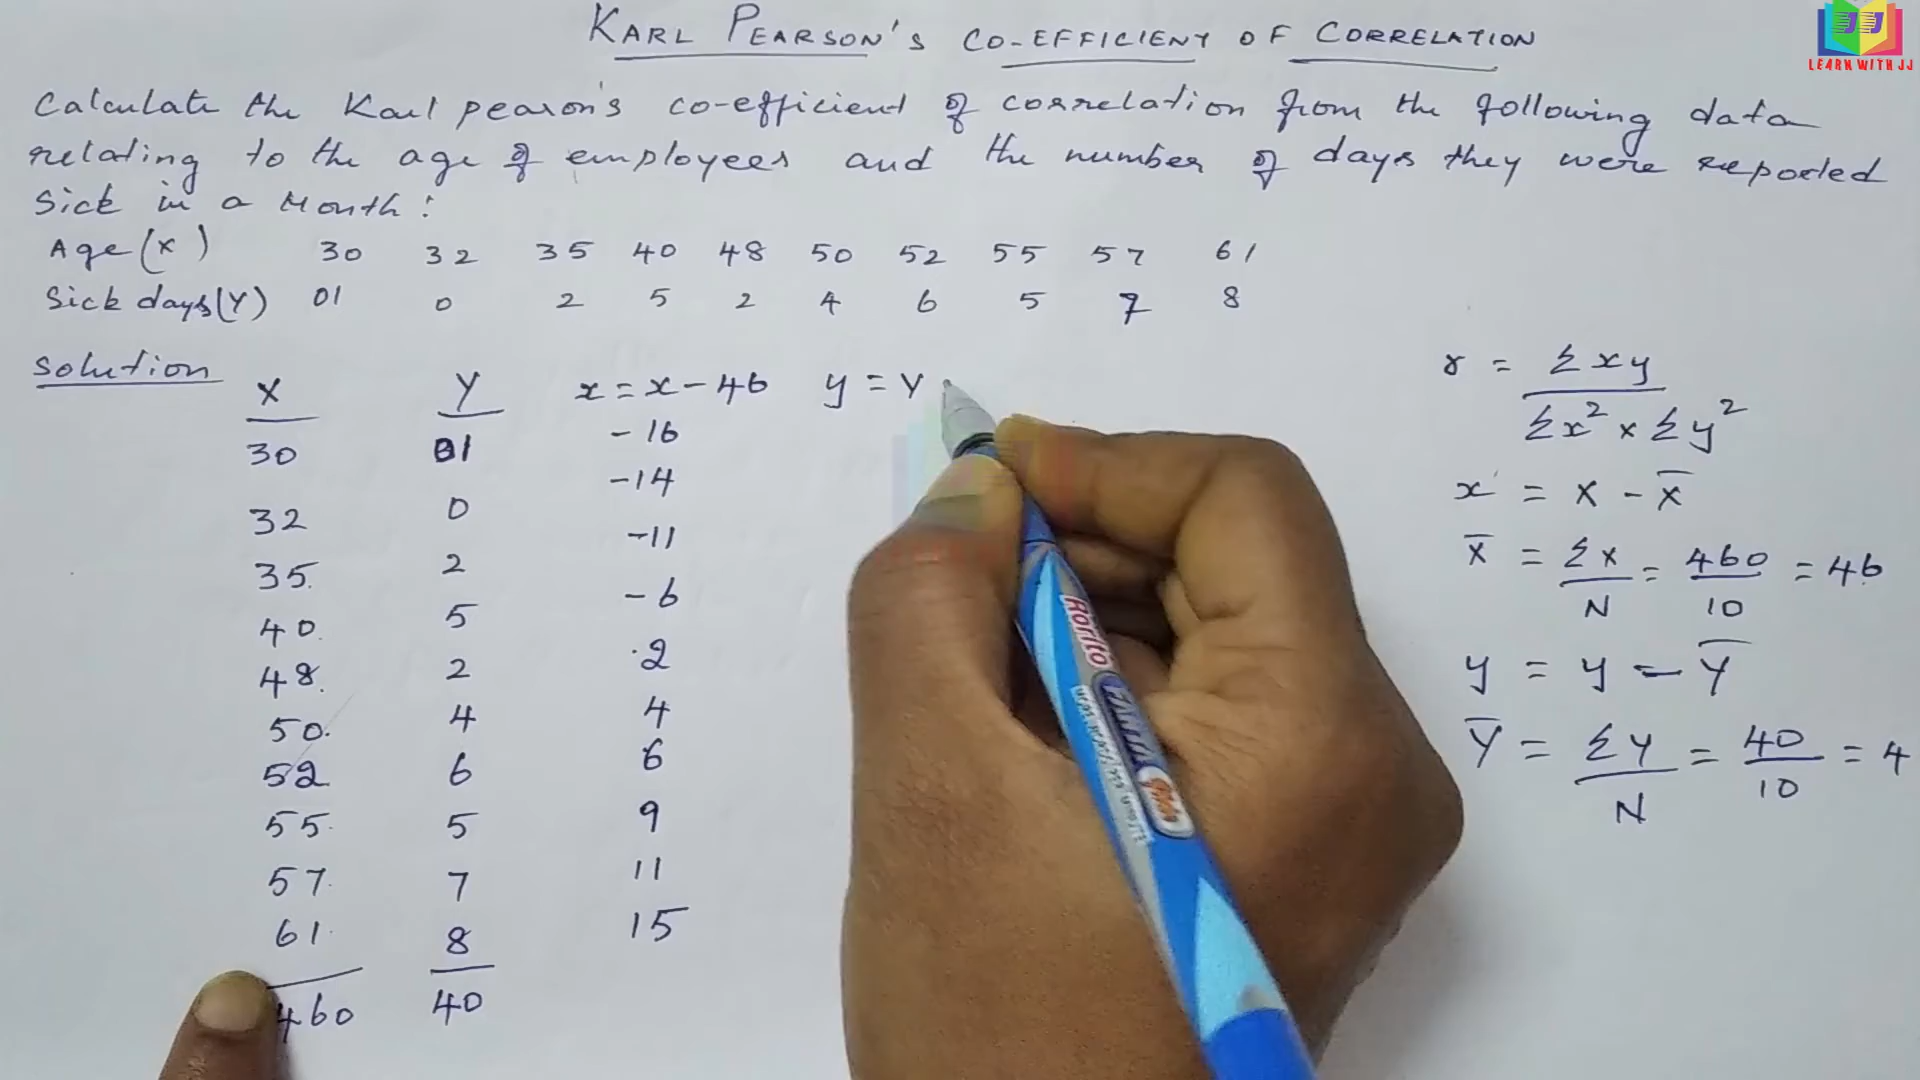 KARL PEARSON'S CO-EFFICIENT OF CORRELATION
JJ
LEARN WITH JJ
Calculate the Karl pearon's co-efficient of correlation from the following data
relating to the age of employees and the number of days they were reported
Sick in a Month:
Age (X) 30 32 35 40 48 50 52 55 57 61
Sick days (Y) 01 0 2 5 2 4 6 5 7 8
Solution
X Y x = x - 46 y = Y
30 01 -16
32 0 -14
35 2 -11
40 5 -6
48 2 2
50 4 4
52 6 6
55 5 9
57 7 11
61 8 15
460 40
r = Σxy / Σx² × Σy²
x = X - X̄
X̄ = ΣX / N = 460 / 10 = 46
y = y - Ȳ
Ȳ = ΣY / N = 40 / 10 = 4
Rorito